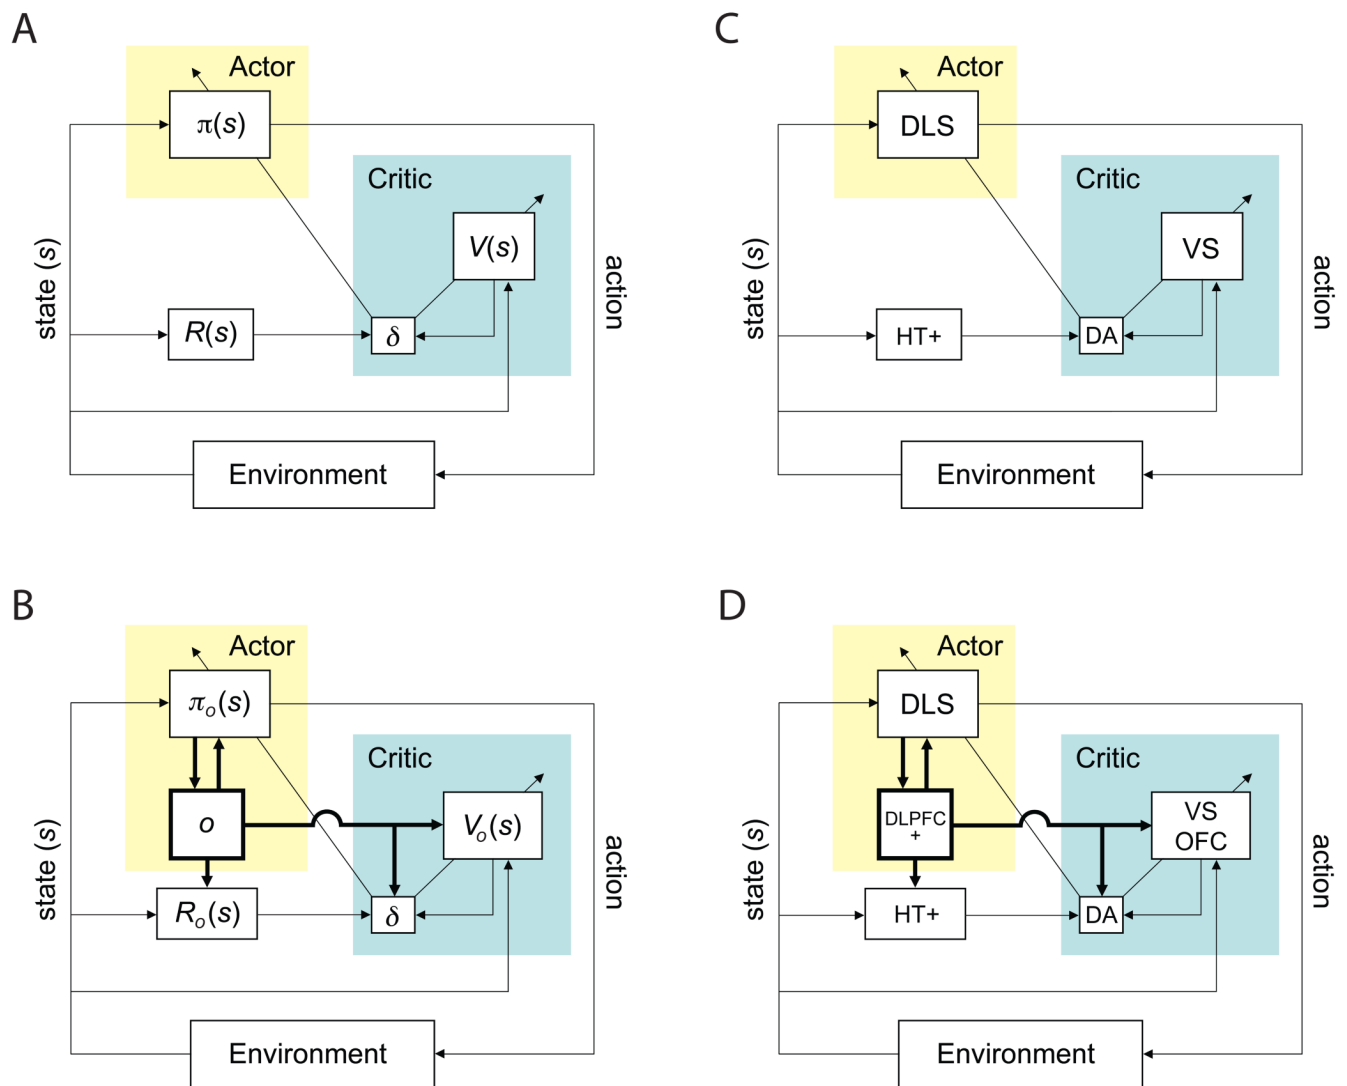 A
Actor
π(s)
Critic
V(s)
state (s)
R(s)
δ
action
Environment
C
Actor
DLS
Critic
VS
state (s)
HT+
DA
action
Environment
B
Actor
πo(s)
Critic
o
Vo(s)
state (s)
Ro(s)
δ
action
Environment
D
Actor
DLS
Critic
DLPFC
+
VS
OFC
state (s)
HT+
DA
action
Environment